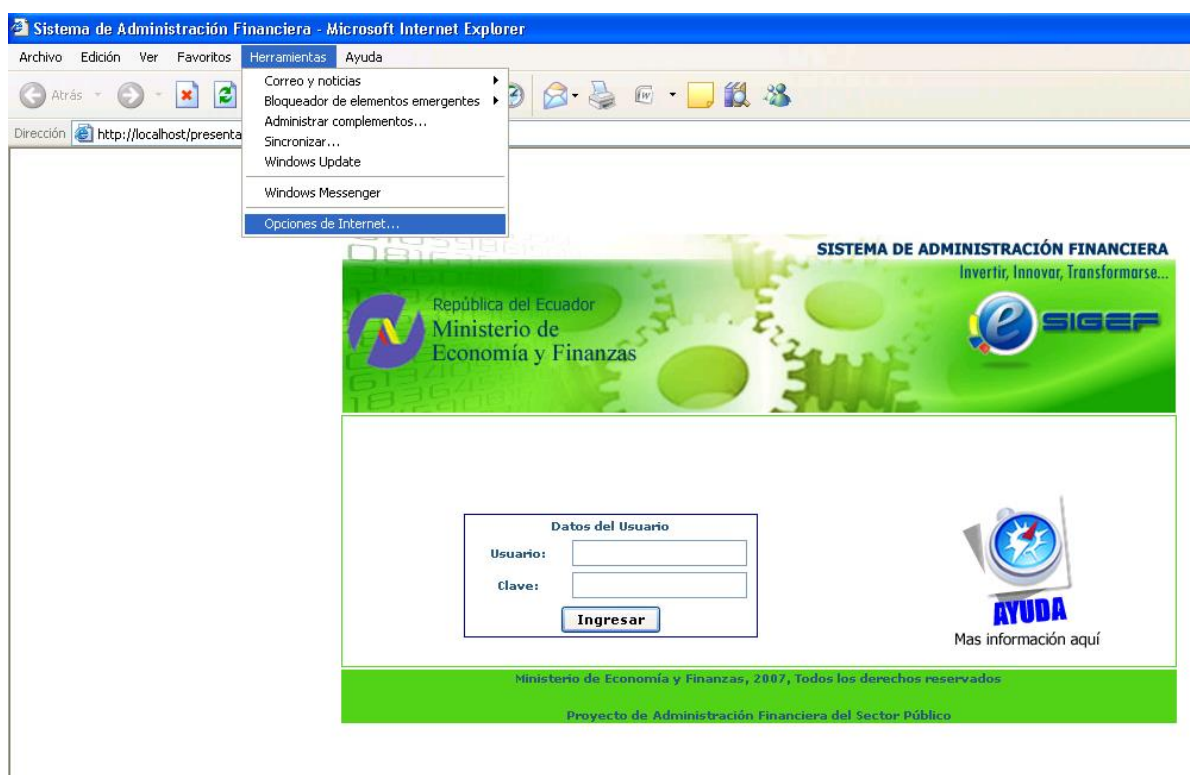 Sistema de Administración Financiera - Microsoft Internet Explorer
Archivo Edición Ver Favoritos Herramientas Ayuda
Correo y noticias
Atrás
Bloqueador de elementos emergentes
Administrar complementos...
Dirección http://localhost/presenta
Sincronizar...
Windows Update
Windows Messenger
Opciones de Internet...
SISTEMA DE ADMINISTRACIÓN FINANCIERA
Invertir, Innovar, Transformarse...
República del Ecuador
Ministerio de
Economía y Finanzas
e SIGEF
Datos del Usuario
Usuario:
Clave:
Ingresar
AYUDA
Mas información aquí
Ministerio de Economía y Finanzas, 2007, Todos los derechos reservados
Proyecto de Administración Financiera del Sector Público